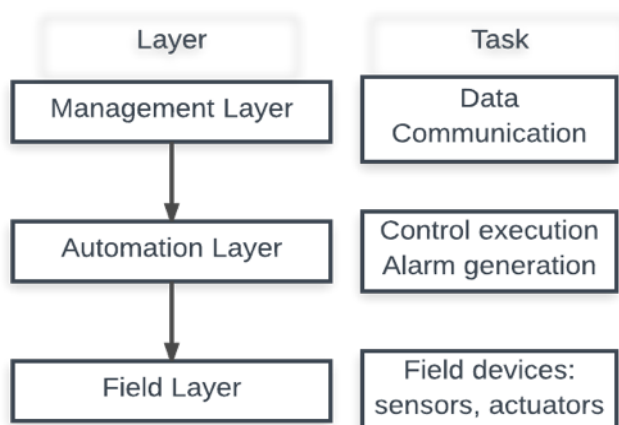 Layer
Task
Management Layer
Data
Communication
Automation Layer
Control execution
Alarm generation
Field Layer
Field devices:
sensors, actuators